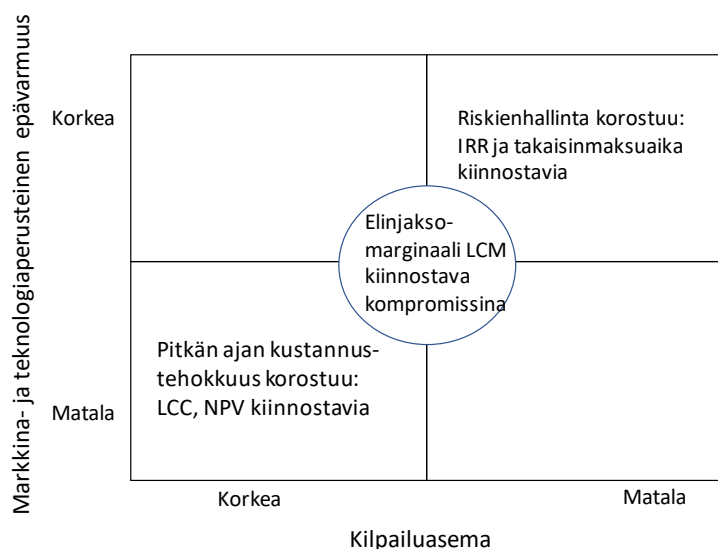 Markkina- ja teknologiaperusteinen epävarmuus
Korkea
Riskienhallinta korostuu:
IRR ja takaisinmaksuaika
kiinnostavia
Elinjakso-
marginaali LCM
kiinnostava
kompromissina
Pitkän ajan kustannus-
tehokkuus korostuu:
LCC, NPV kiinnostavia
Matala
Korkea
Matala
Kilpailuasema